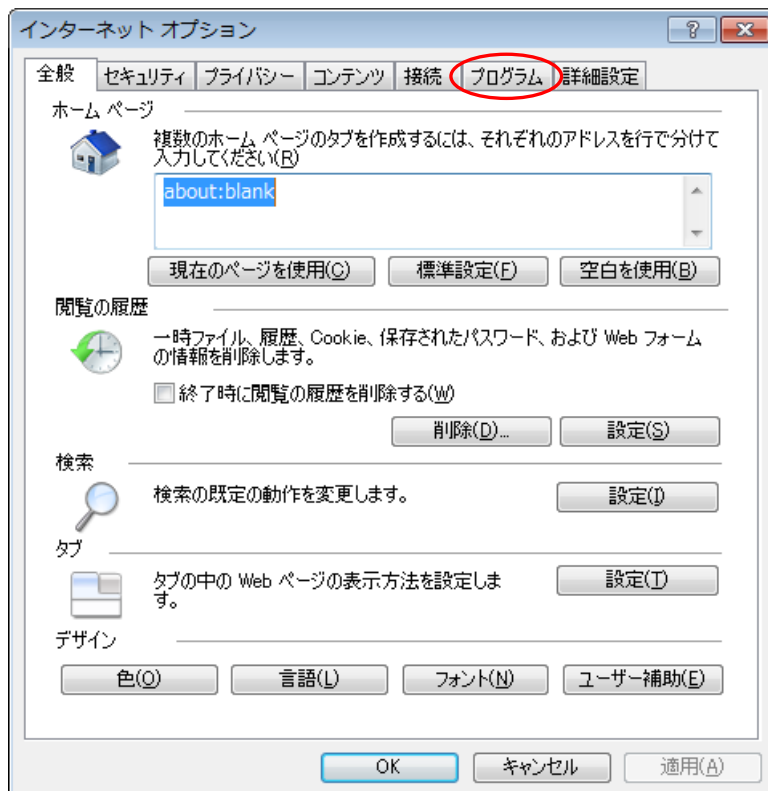 インターネット オプション
全般 セキュリティ プライバシー コンテンツ 接続 プログラム 詳細設定
ホーム ページ
複数のホーム ページのタブを作成するには、それぞれのアドレスを行で分けて
入力してください(R)
about:blank
現在のページを使用(C) 標準設定(F) 空白を使用(B)
閲覧の履歴
一時ファイル、履歴、Cookie、保存されたパスワード、および Web フォーム
の情報を削除します。
終了時に閲覧の履歴を削除する(W)
削除(D)... 設定(S)
検索
検索の既定の動作を変更します。 設定(I)
タブ
タブの中の Web ページの表示方法を設定しま
す。
設定(T)
デザイン
色(O) 言語(L) フォント(N) ユーザー補助(E)
OK キャンセル 適用(A)